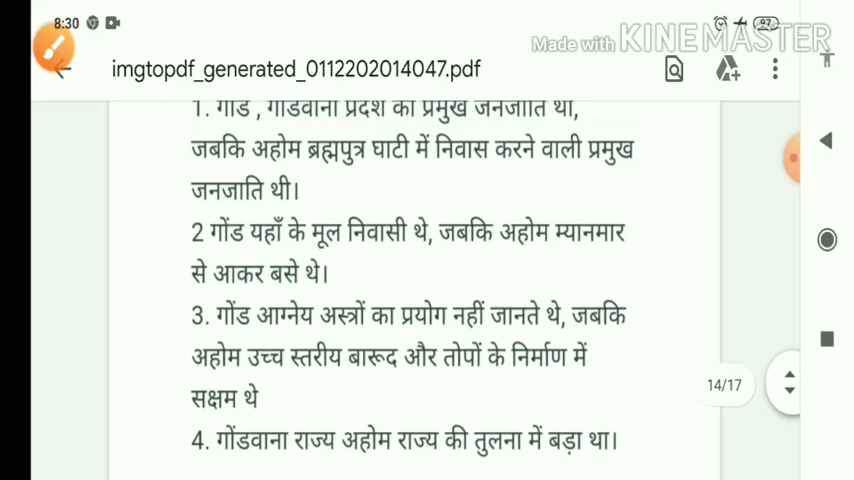 8:30
97
Made with KINEMASTER
imgtopdf_generated_0112202014047.pdf
1. गोंड , गोंडवाना प्रदेश की प्रमुख जनजाति थी,
जबकि अहोम ब्रह्मपुत्र घाटी में निवास करने वाली प्रमुख
जनजाति थी।
2 गोंड यहाँ के मूल निवासी थे, जबकि अहोम म्यानमार
से आकर बसे थे।
3. गोंड आग्नेय अस्त्रों का प्रयोग नहीं जानते थे, जबकि
अहोम उच्च स्तरीय बारूद और तोपों के निर्माण में
सक्षम थे
14/17
4. गोंडवाना राज्य अहोम राज्य की तुलना में बड़ा था।